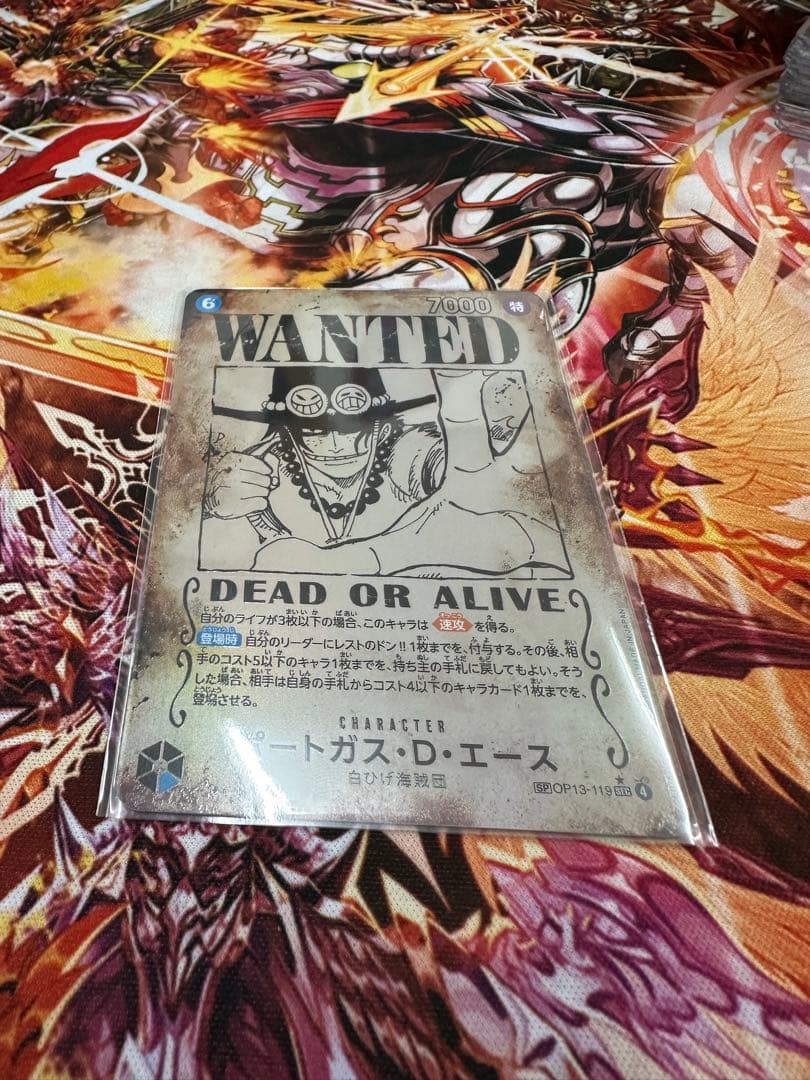 6 7000 特
WANTED
DEAD OR ALIVE
自分のライフが3枚以下の場合、このキャラは 速攻 を得る。
登場時 自分のリーダーにレストのドン!!1枚までを、付与する。その後、相
手のコスト5以下のキャラ1枚までを、持ち主の手札に戻してもよい。そう
した場合、相手は自身の手札からコスト4以下のキャラカード1枚までを、
登場させる。
CHARACTER
ートガス・D・エース
白ひげ海賊団
SP OP13-119 SEC ★ 4